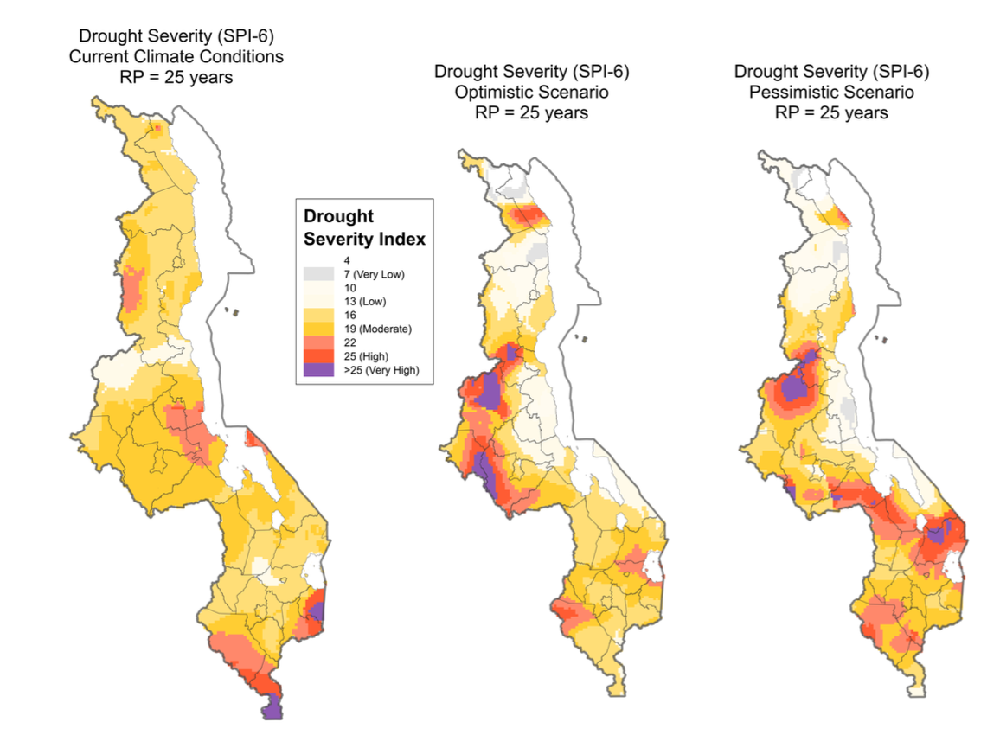 Drought Severity (SPI-6)
Current Climate Conditions
RP = 25 years
Drought Severity (SPI-6)
Optimistic Scenario
RP = 25 years
Drought Severity (SPI-6)
Pessimistic Scenario
RP = 25 years
Drought
Severity Index
4
7 (Very Low)
10
13 (Low)
16
19 (Moderate)
22
25 (High)
>25 (Very High)